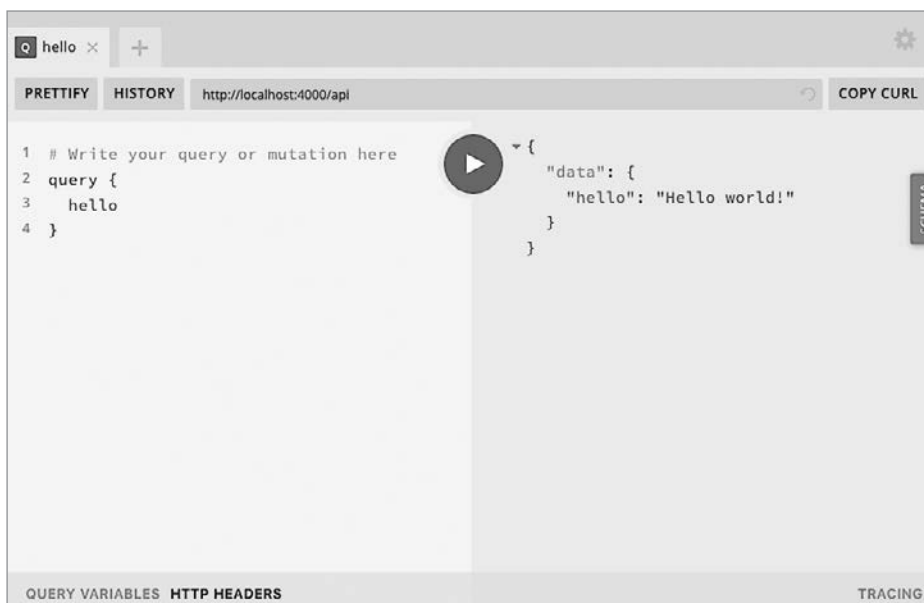 Q hello ×
PRETTIFY HISTORY http://localhost:4000/api COPY CURL
1 # Write your query or mutation here
2 query {
3 hello
4 }
{
"data": {
"hello": "Hello world!"
}
}
SCHEMA
QUERY VARIABLES HTTP HEADERS TRACING